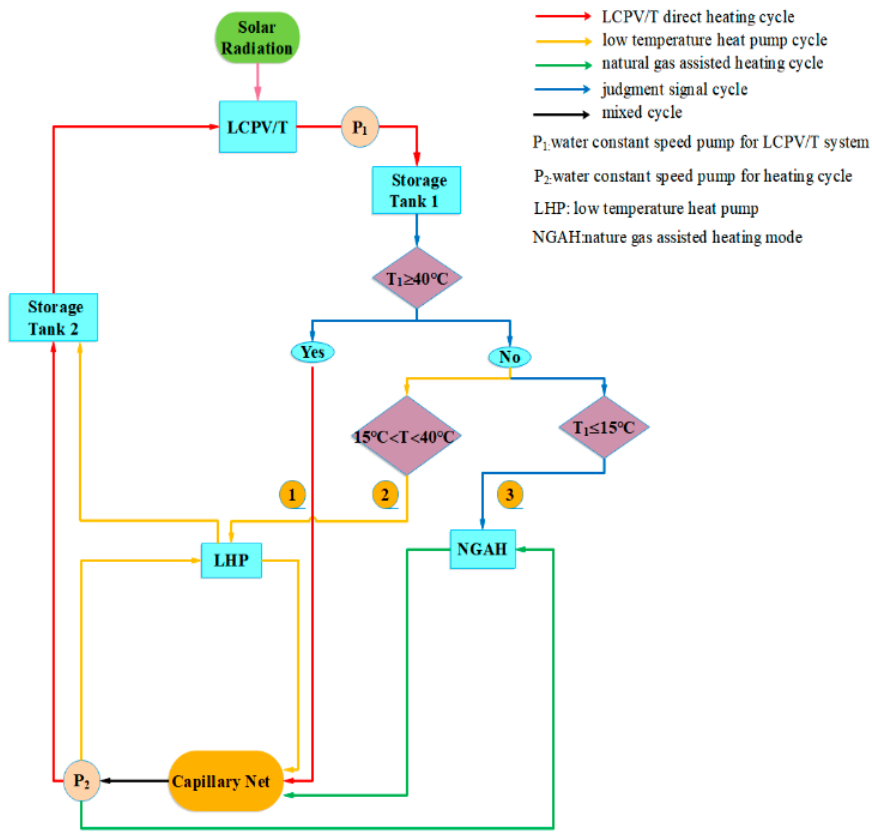 Solar
Radiation
LCPV/T
P₁
Storage
Tank 1
T₁≥40℃
Yes
No
15℃<T<40℃
T₁≤15℃
1
2
3
Storage
Tank 2
LHP
NGAH
P₂
Capillary Net
LCPV/T direct heating cycle
low temperature heat pump cycle
natural gas assisted heating cycle
judgment signal cycle
mixed cycle
P₁:water constant speed pump for LCPV/T system
P₂:water constant speed pump for heating cycle
LHP: low temperature heat pump
NGAH:nature gas assisted heating mode